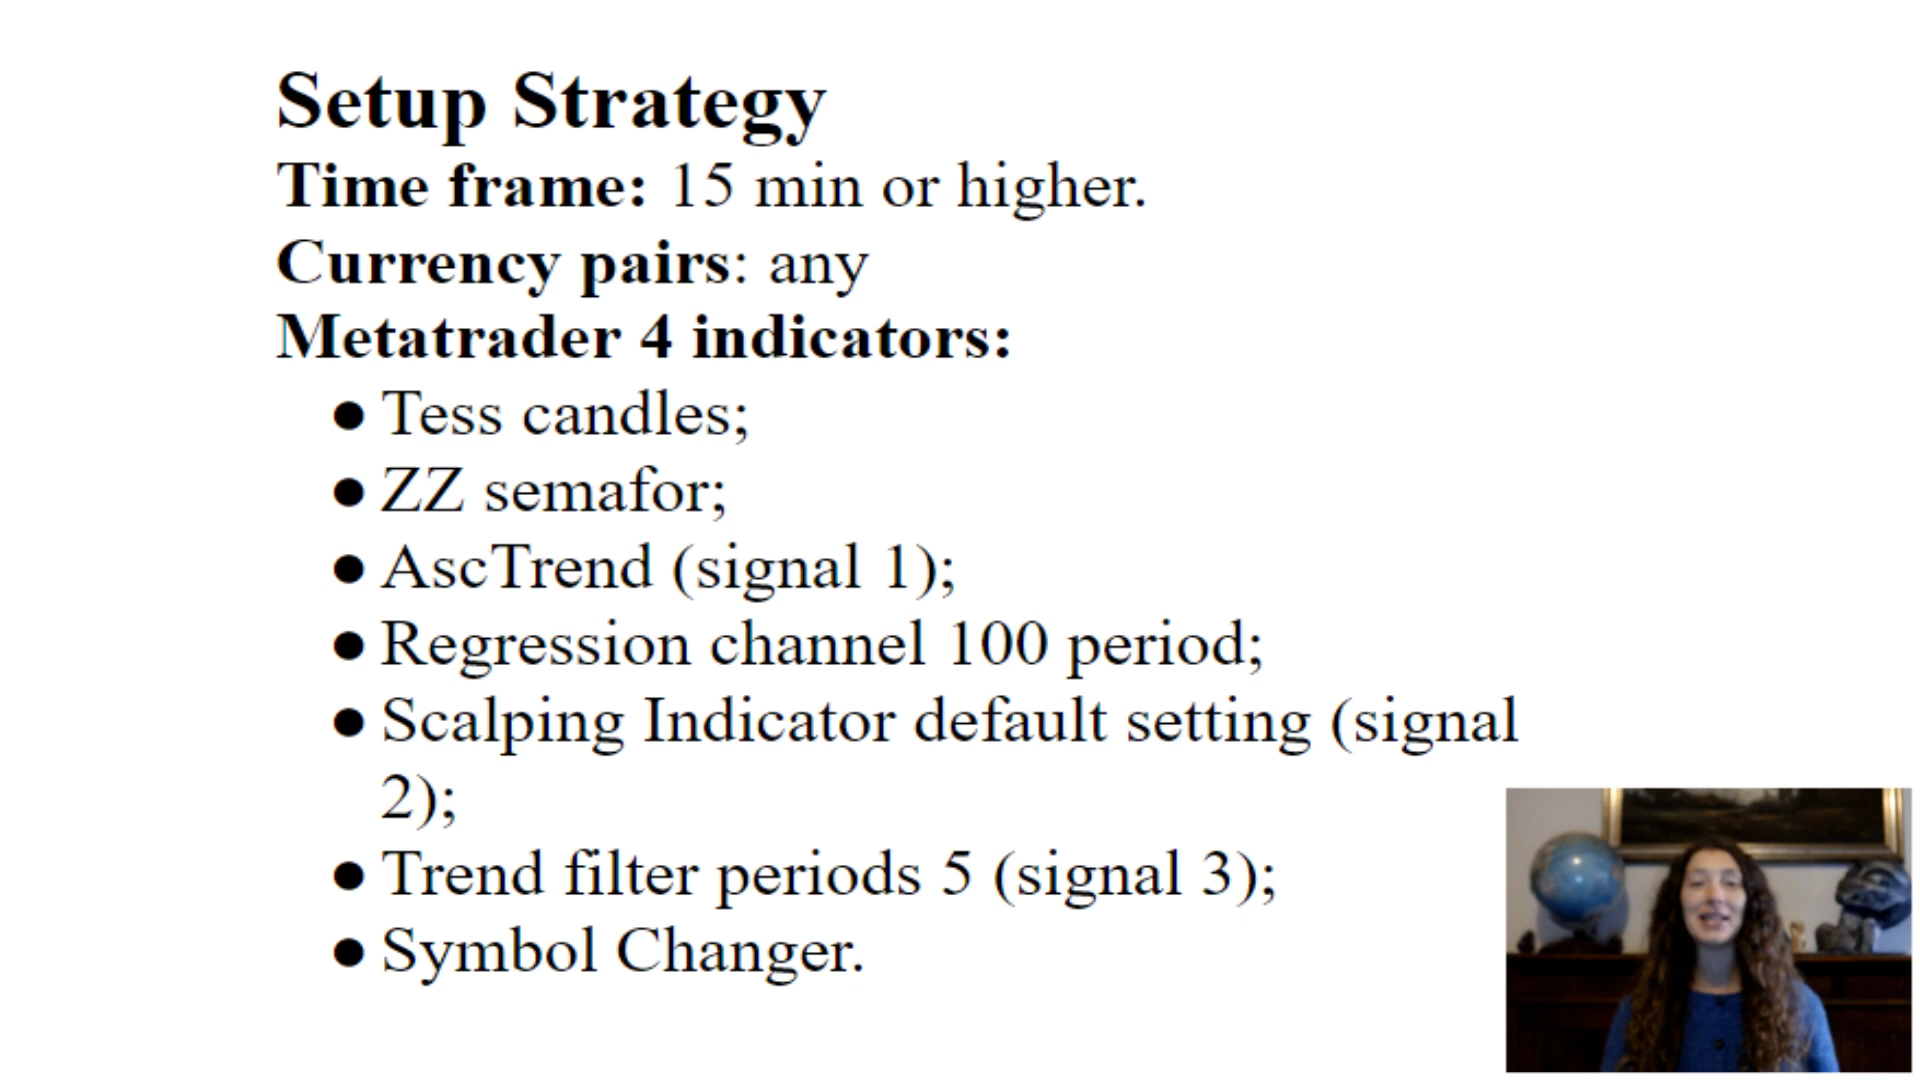 Setup Strategy
Time frame: 15 min or higher.
Currency pairs: any
Metatrader 4 indicators:
● Tess candles;
● ZZ semafor;
● AscTrend (signal 1);
● Regression channel 100 period;
● Scalping Indicator default setting (signal
2);
● Trend filter periods 5 (signal 3);
● Symbol Changer.